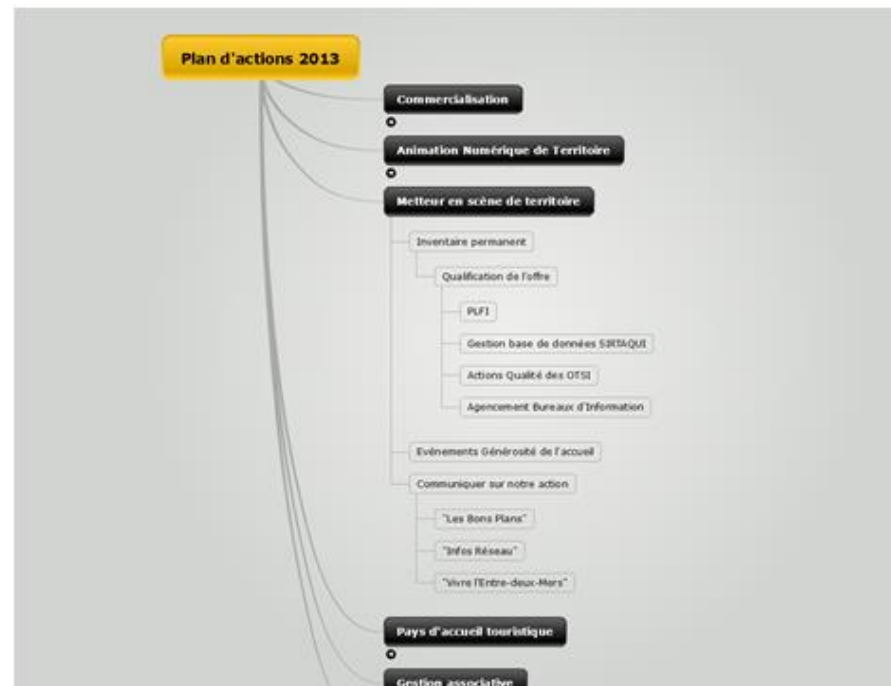 Plan d'actions 2013
Commercialisation
Animation Numérique de Territoire
Metteur en scène de territoire
Inventaire permanent
Qualification de l'offre
PLFI
Gestion base de données SIRTAQUI
Actions Qualité des OTSI
Agencement Bureaux d'Information
Evénements Générosité de l'accueil
Communiquer sur notre action
"Les Bons Plans"
"Infos Réseau"
"Vivre l'Entre-deux-Mers"
Pays d'accueil touristique
Gestion associative